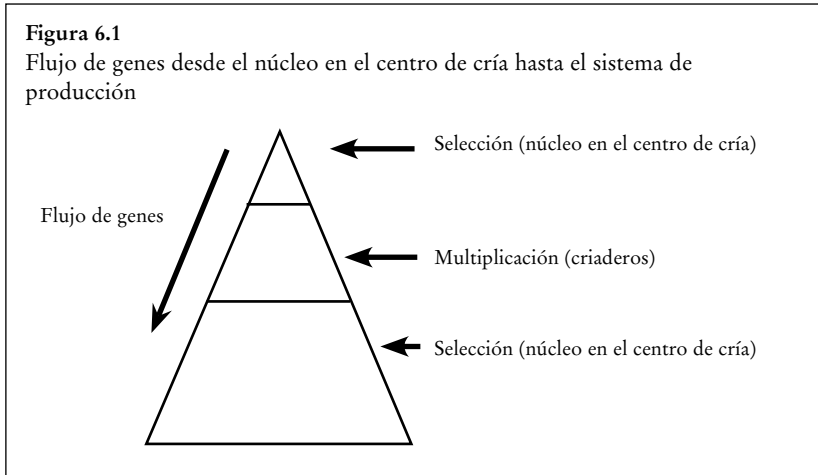 Figura 6.1
Flujo de genes desde el núcleo en el centro de cría hasta el sistema de
producción
Selección (núcleo en el centro de cría)
Flujo de genes
Multiplicación (criaderos)
Selección (núcleo en el centro de cría)